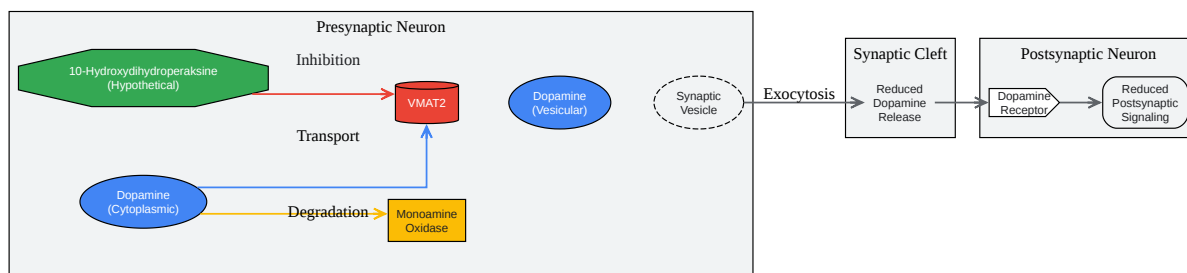 Presynaptic Neuron
10-Hydroxydihydroperaksine
(Hypothetical)
Inhibition
VMAT2
Dopamine
(Vesicular)
Synaptic
Vesicle
Transport
Dopamine
(Cytoplasmic)
Degradation
Monoamine
Oxidase
Exocytosis
Synaptic Cleft
Reduced
Dopamine
Release
Postsynaptic Neuron
Dopamine
Receptor
Reduced
Postsynaptic
Signaling